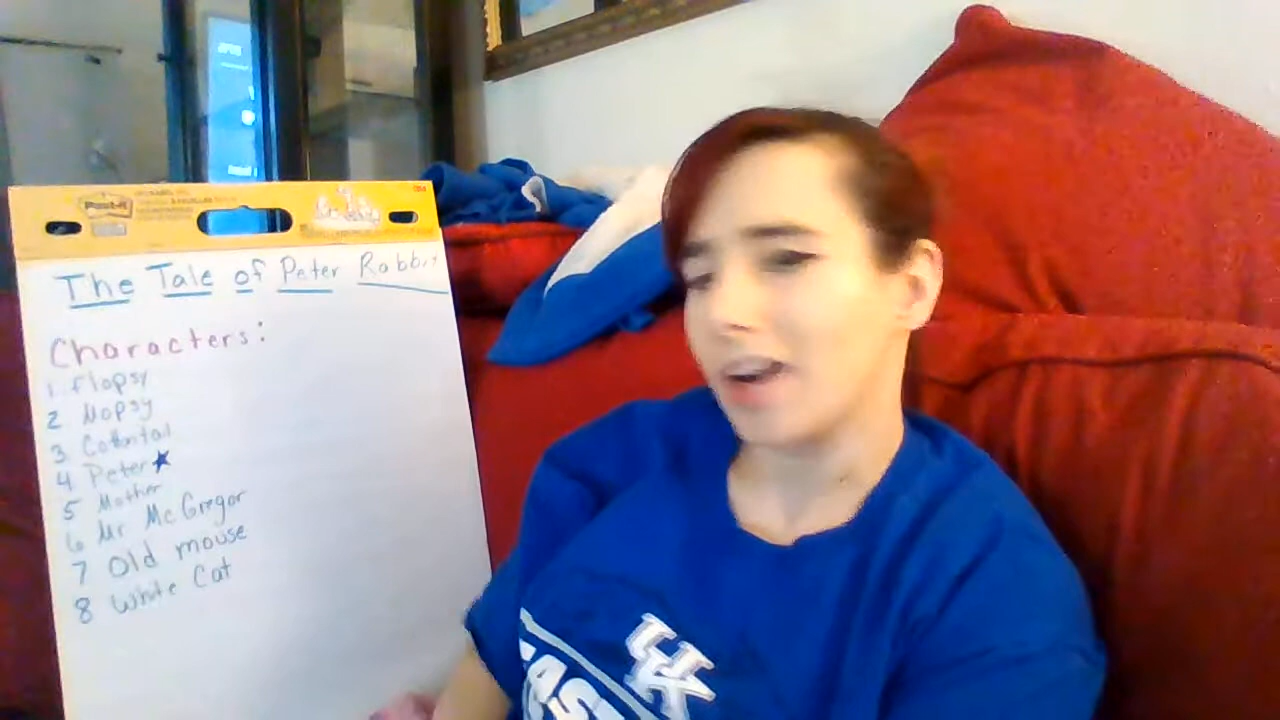 Post-it
The Tale of Peter Rabbit
Characters:
1. Flopsy
2 Mopsy
3 Cottontail
4 Peter★
5 Mother
6 Mr McGregor
7 Old mouse
8 White Cat
UK